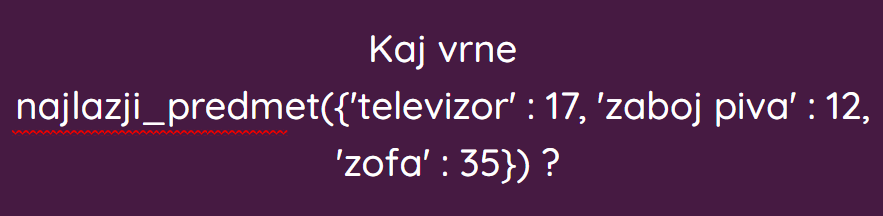 Kaj vrne
najlazji_predmet({'televizor' : 17, 'zaboj piva' : 12,
'zofa' : 35}) ?